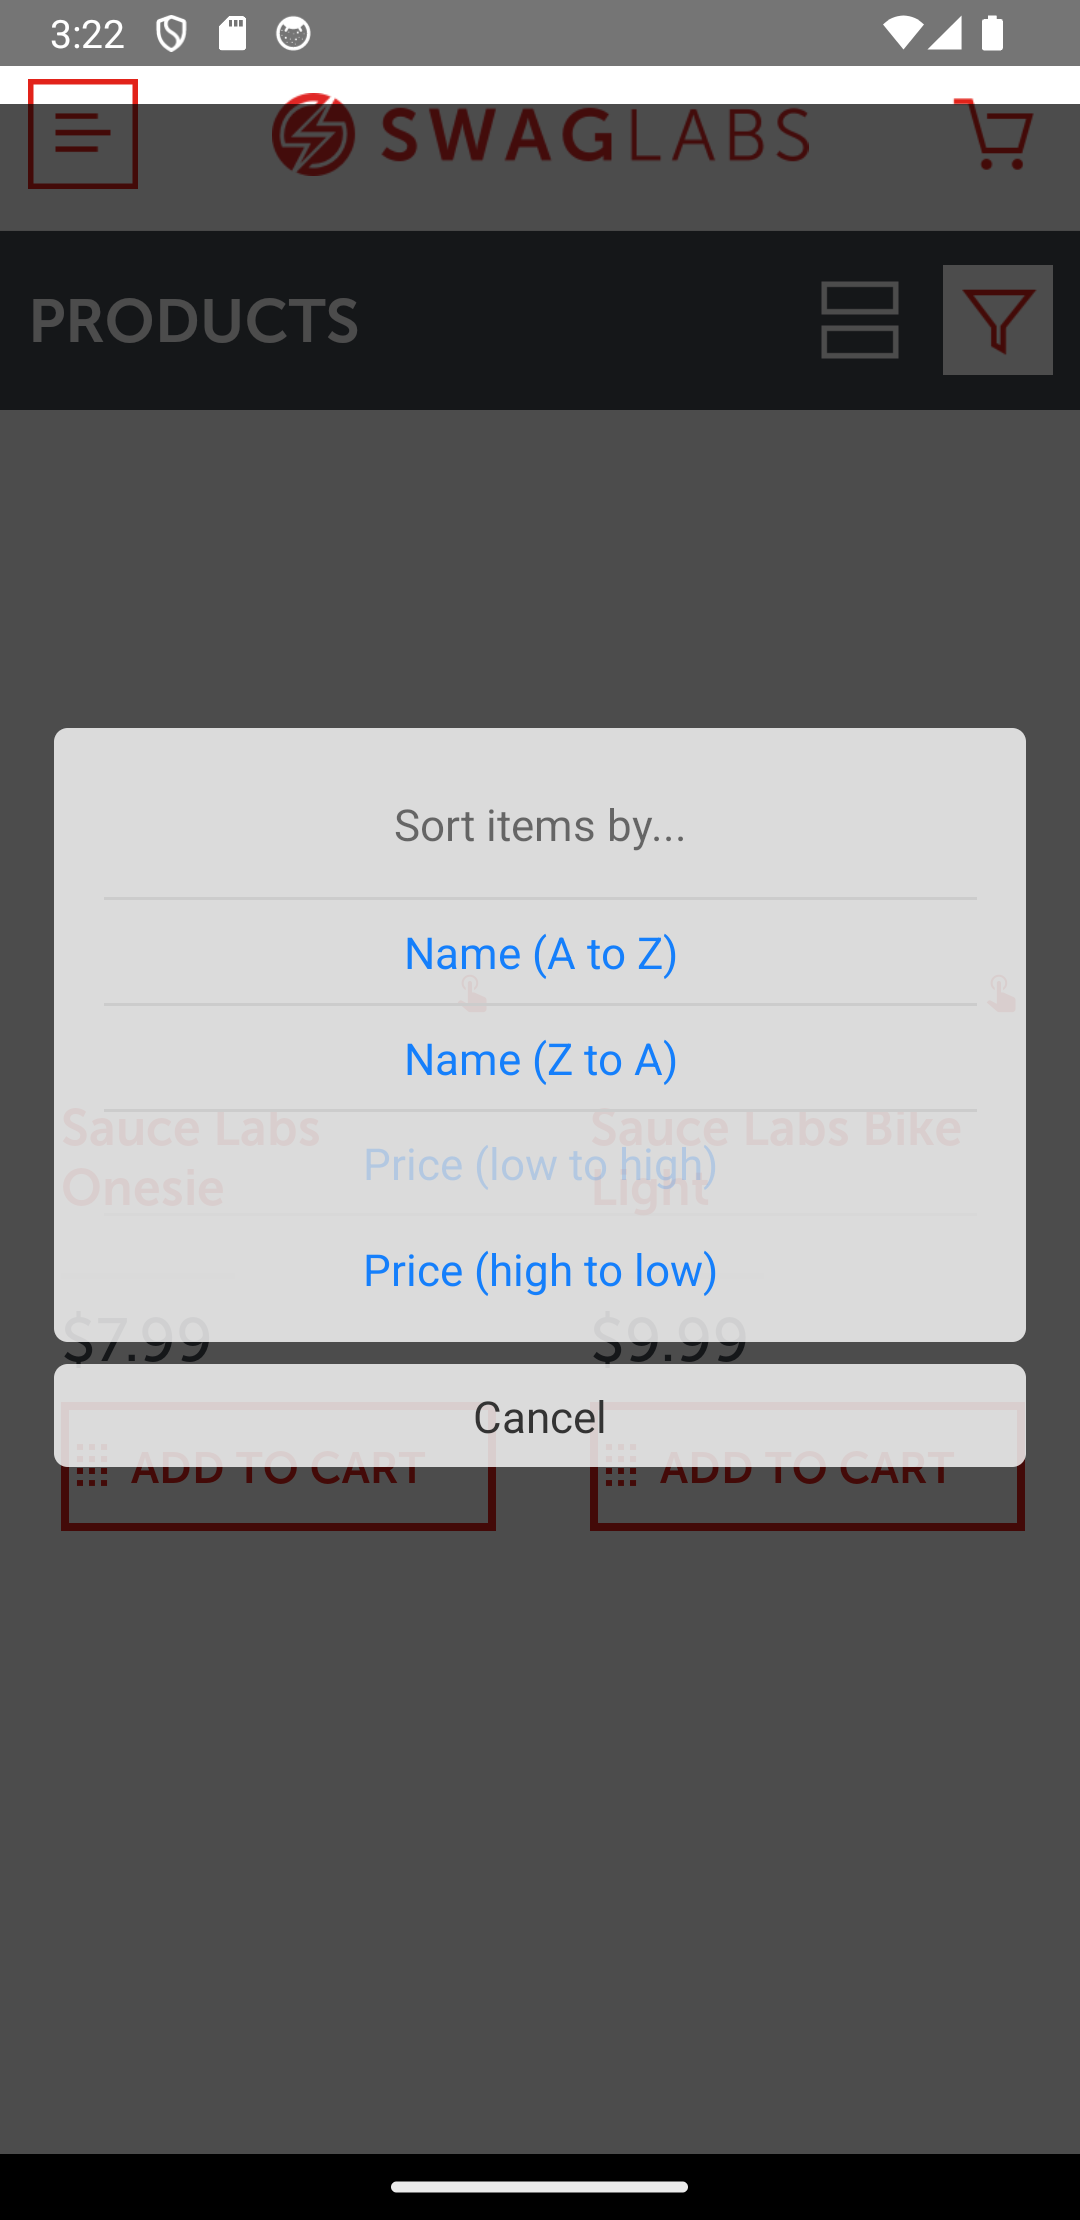 3:22
SWAGLABS
PRODUCTS
Sort items by...
Name (A to Z)
Name (Z to A)
Sauce Labs
Onesie
Sauce Labs Bike
Light
Price (low to high)
Price (high to low)
$7.99
$9.99
Cancel
ADD TO CART
ADD TO CART